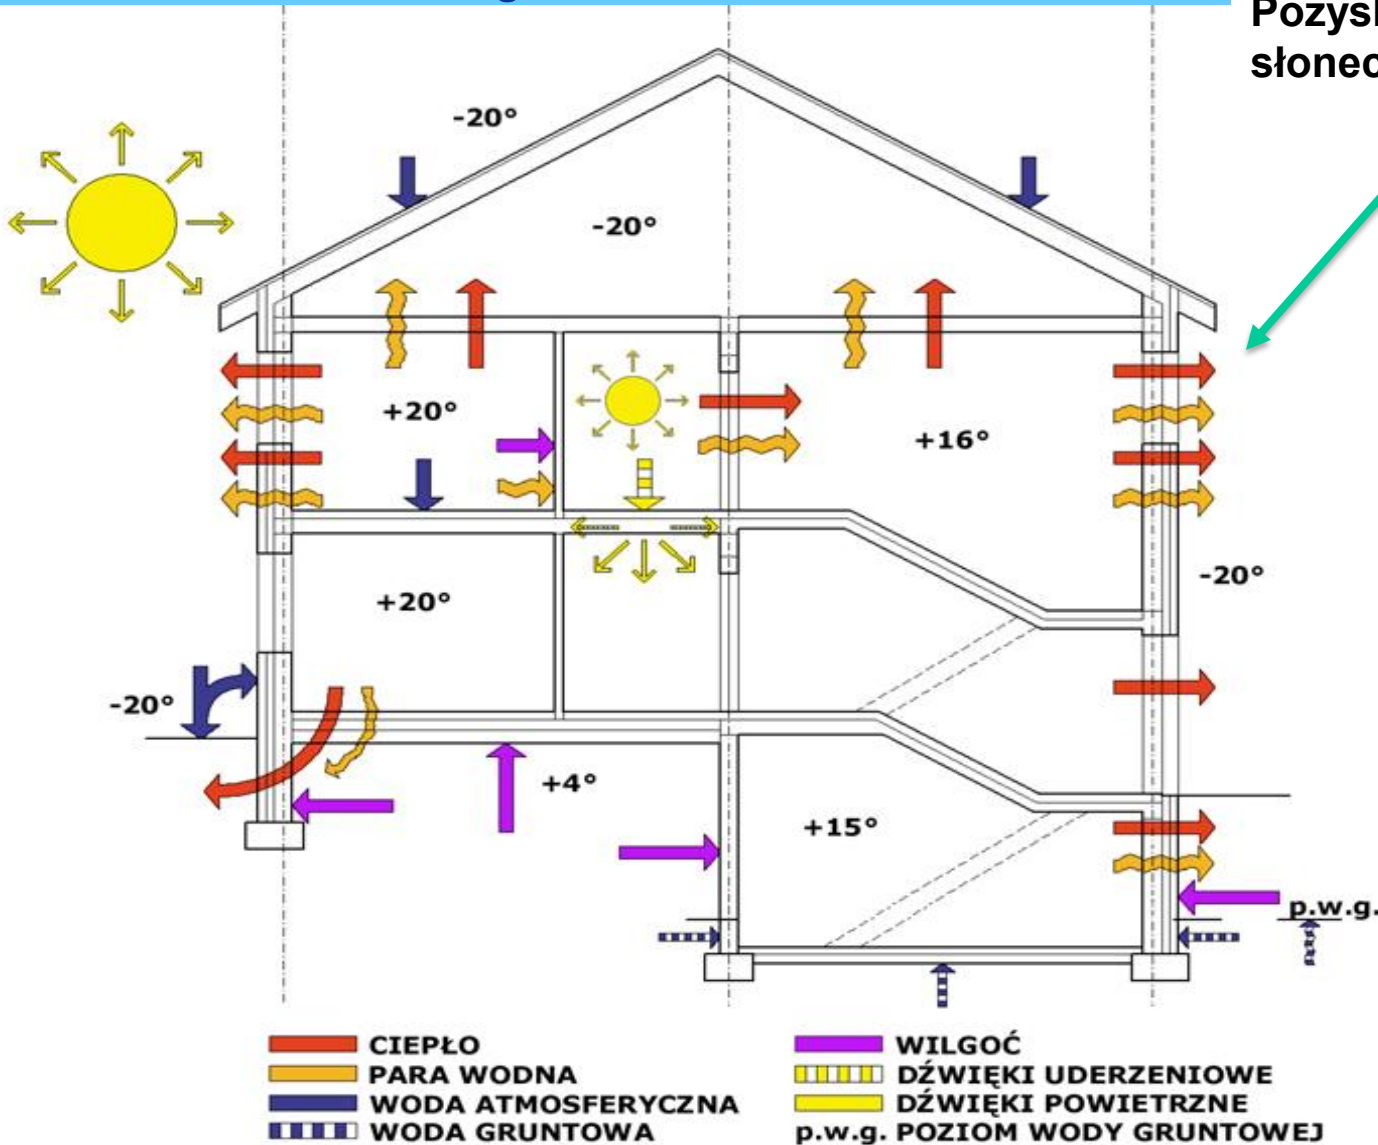 słonec
-20°
-20°
+20°
+16°
-20°
+20°
-20°
+4°
+15°
p.w.g.
CIEPŁO
PARA WODNA
WODA ATMOSFERYCZNA
WODA GRUNTOWA
WILGOĆ
DŹWIĘKI UDERZENIOWE
DŹWIĘKI POWIETRZNE
p.w.g. POZIOM WODY GRUNTOWEJ